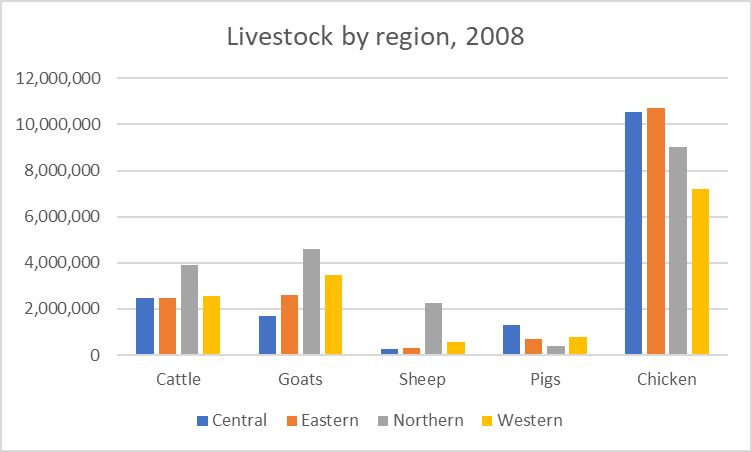 Livestock by region, 2008
12,000,000
10,000,000
8,000,000
6,000,000
4,000,000
2,000,000
0
Cattle Goats Sheep Pigs Chicken
Central Eastern Northern Western